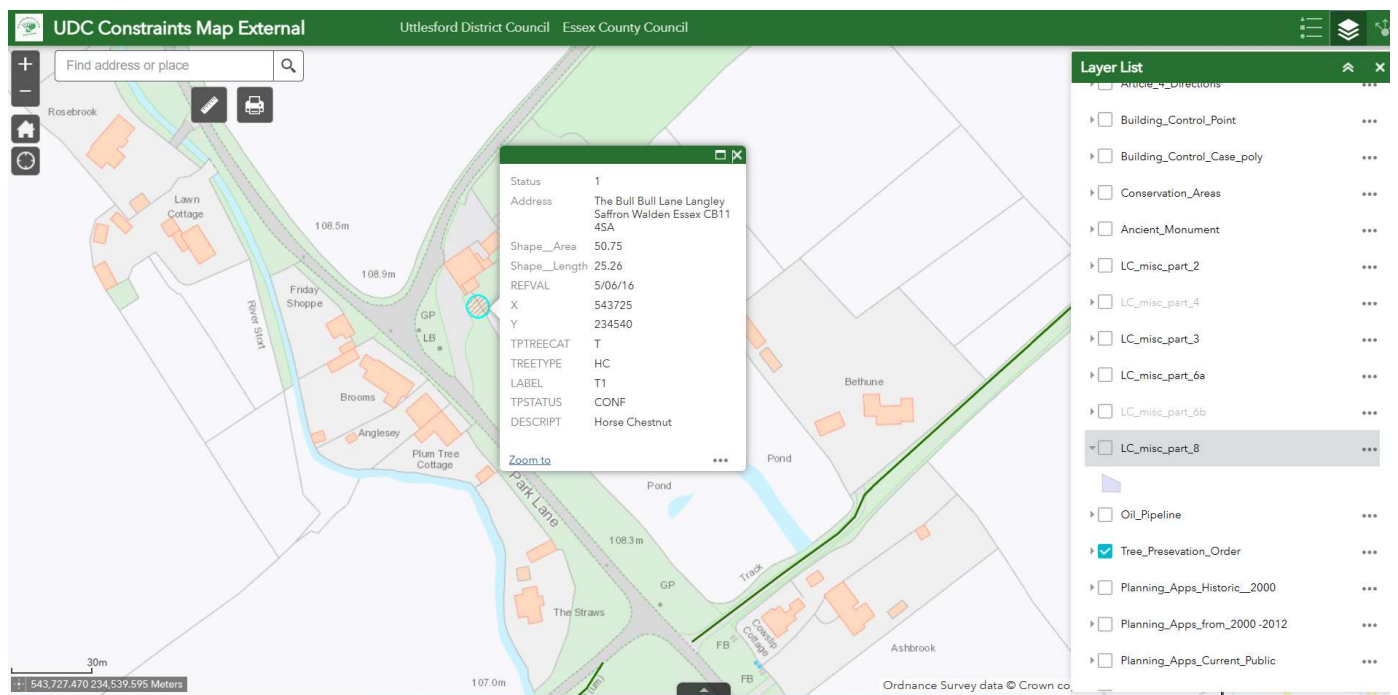 UDC Constraints Map External
Uttlesford District Council Essex County Council
Find address or place
Layer List
Article_4_Directions
Building_Control_Point
Building_Control_Case_poly
Conservation_Areas
Ancient_Monument
LC_misc_part_2
LC_misc_part_4
LC_misc_part_3
LC_misc_part_6a
LC_misc_part_6b
LC_misc_part_8
Oil_Pipeline
Tree_Presevation_Order
Planning_Apps_Historic__2000
Planning_Apps_from_2000 -2012
Planning_Apps_Current_Public
Status 1
Address The Bull Bull Lane Langley
Saffron Walden Essex CB11
4SA
Shape__Area 50.75
Shape__Length 25.26
REFVAL 5/06/16
X 543725
Y 234540
TPTREECAT T
TREETYPE HC
LABEL T1
TPSTATUS CONF
DESCRIPT Horse Chestnut
Zoom to
Rosebrook
Lawn
Cottage
108.5m
108.9m
Friday
Shoppe
River Stort
GP
LB
Brooms
Anglesey
Plum Tree
Cottage
Park Lane
Bethune
Pond
Pond
108.3m
Track
GP
The Straws
FB
Cowslip
Cottage
Ashbrook
FB
107.0m
(um)
30m
543,727.470 234,539.595 Meters
Ordnance Survey data © Crown co